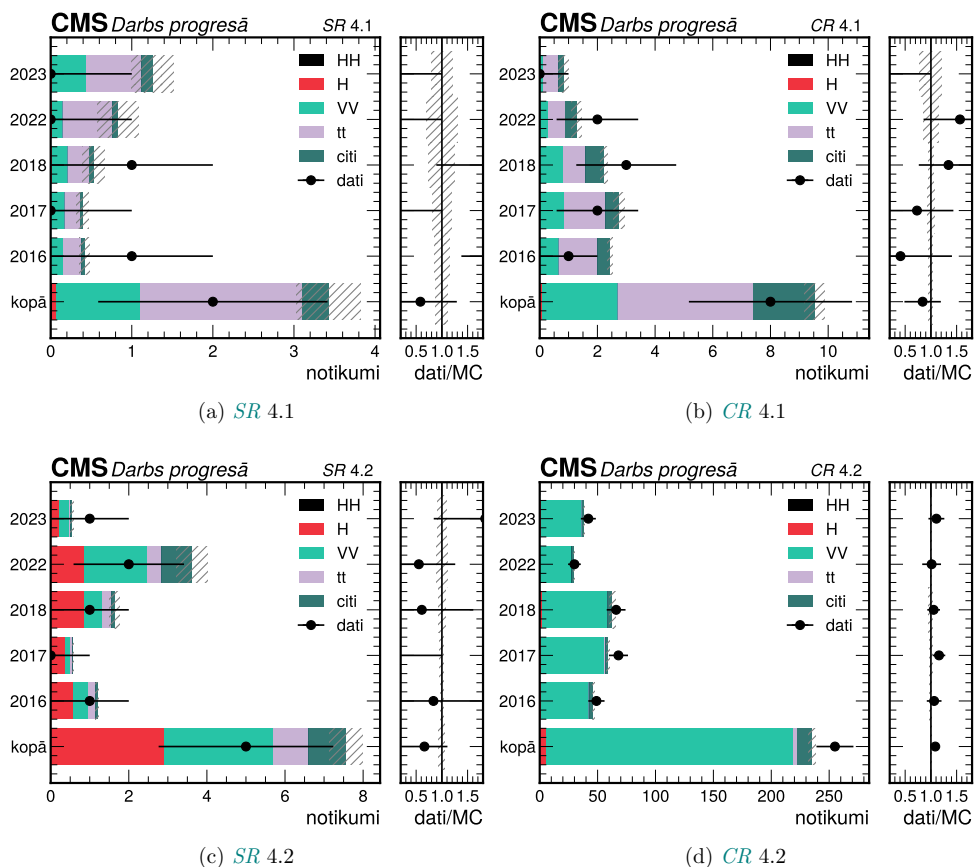 CMS Darbs progresā SR 4.1
HH
H
VV
tt
citi
dati
2023
2022
2018
2017
2016
kopā
0 1 2 3 4
notikumi
0.5 1.0 1.5
dati/MC
(a) SR 4.1
CMS Darbs progresā CR 4.1
HH
H
VV
tt
citi
dati
2023
2022
2018
2017
2016
kopā
0 2 4 6 8 10
notikumi
0.5 1.0 1.5
dati/MC
(b) CR 4.1
CMS Darbs progresā SR 4.2
HH
H
VV
tt
citi
dati
2023
2022
2018
2017
2016
kopā
0 2 4 6 8
notikumi
0.5 1.0 1.5
dati/MC
(c) SR 4.2
CMS Darbs progresā CR 4.2
HH
H
VV
tt
citi
dati
2023
2022
2018
2017
2016
kopā
0 50 100 150 200 250
notikumi
0.5 1.0 1.5
dati/MC
(d) CR 4.2